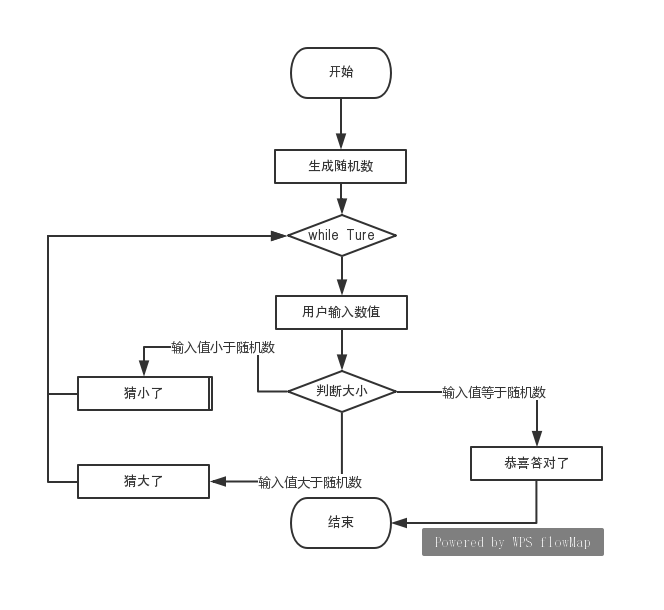 开始
生成随机数
while Ture
用户输入数值
输入值小于随机数
猜小了
判断大小
输入值等于随机数
恭喜答对了
猜大了
输入值大于随机数
结束
Powered by WPS flowMap